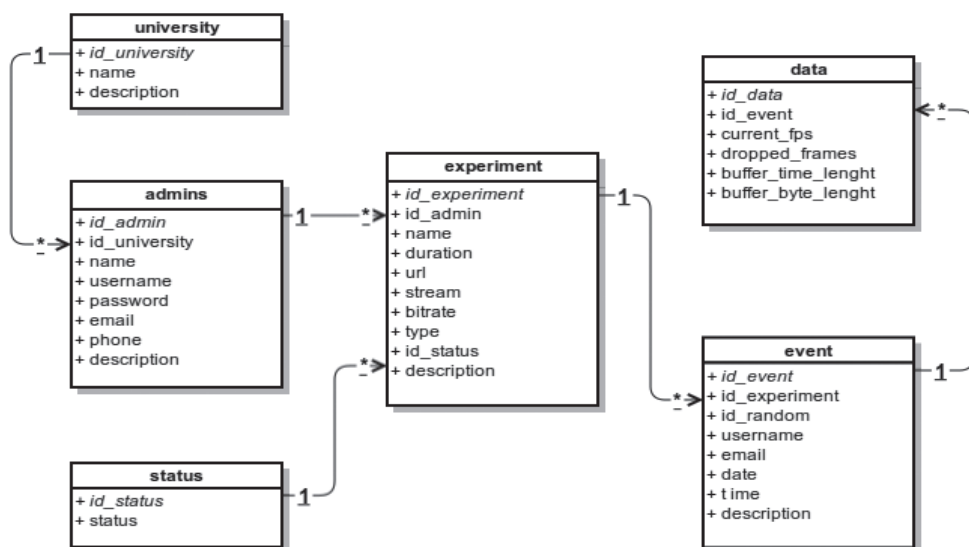 university
+ id_university
+ name
+ description
1
*
admins
+ id_admin
+ id_university
+ name
+ username
+ password
+ email
+ phone
+ description
1
*
status
+ id_status
+ status
1
*
experiment
+ id_experiment
+ id_admin
+ name
+ duration
+ url
+ stream
+ bitrate
+ type
+ id_status
+ description
1
*
data
+ id_data
+ id_event
+ current_fps
+ dropped_frames
+ buffer_time_lenght
+ buffer_byte_lenght
*
event
+ id_event
+ id_experiment
+ id_random
+ username
+ email
+ date
+ time
+ description
1